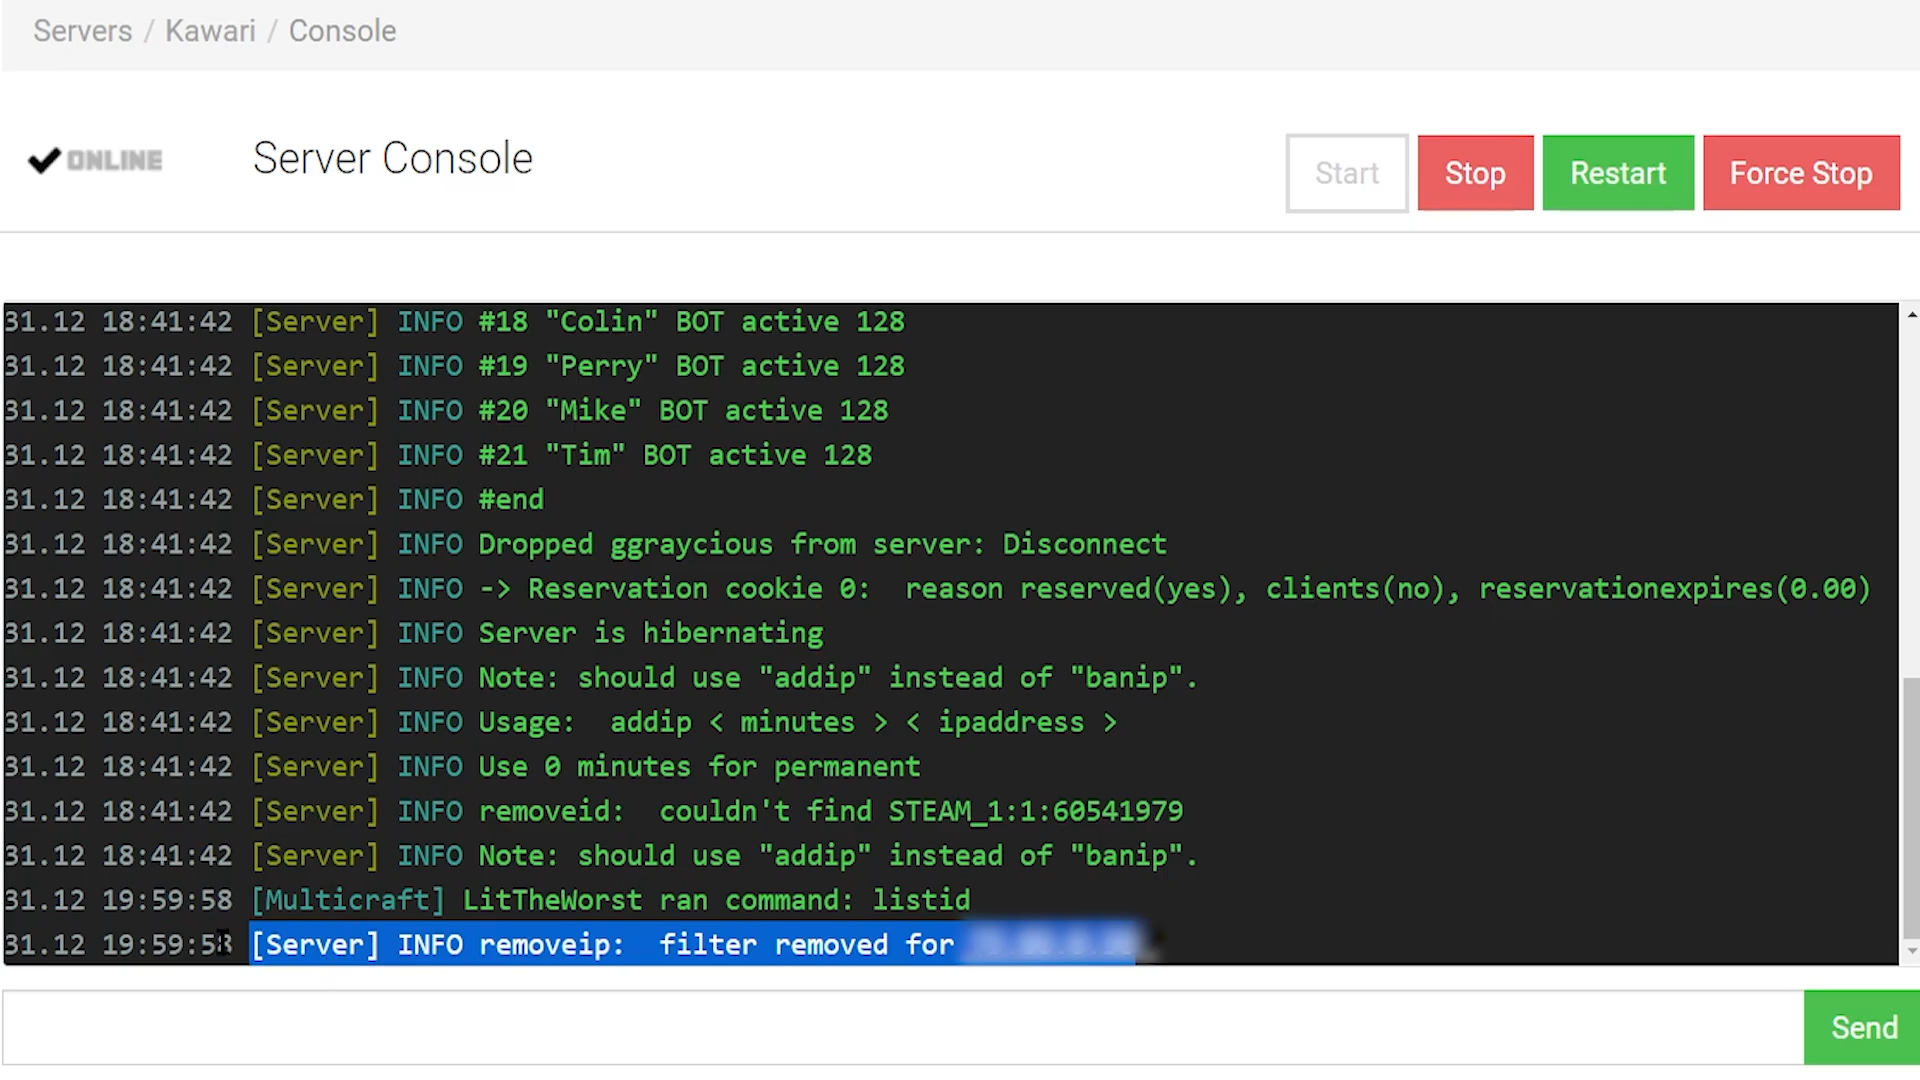 Servers / Kawari / Console
ONLINE
Server Console
Start
Stop
Restart
Force Stop
31.12 18:41:42 [Server] INFO #18 "Colin" BOT active 128
31.12 18:41:42 [Server] INFO #19 "Perry" BOT active 128
31.12 18:41:42 [Server] INFO #20 "Mike" BOT active 128
31.12 18:41:42 [Server] INFO #21 "Tim" BOT active 128
31.12 18:41:42 [Server] INFO #end
31.12 18:41:42 [Server] INFO Dropped ggraycious from server: Disconnect
31.12 18:41:42 [Server] INFO -> Reservation cookie 0:  reason reserved(yes), clients(no), reservationexpires(0.00)
31.12 18:41:42 [Server] INFO Server is hibernating
31.12 18:41:42 [Server] INFO Note: should use "addip" instead of "banip".
31.12 18:41:42 [Server] INFO Usage:  addip < minutes > < ipaddress >
31.12 18:41:42 [Server] INFO Use 0 minutes for permanent
31.12 18:41:42 [Server] INFO removeid:  couldn't find STEAM_1:1:60541979
31.12 18:41:42 [Server] INFO Note: should use "addip" instead of "banip".
31.12 19:59:58 [Multicraft] LitTheWorst ran command: listid
31.12 19:59:58 [Server] INFO removeip:  filter removed for
Send